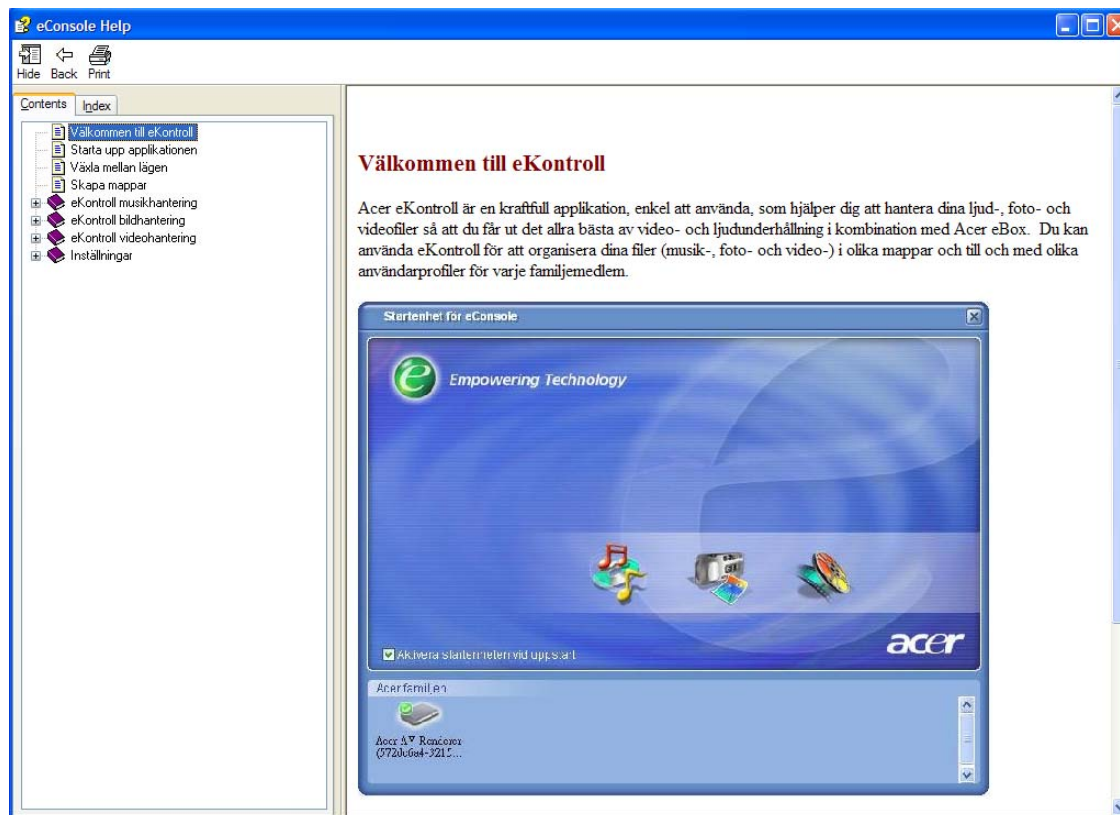 eConsole Help
Hide Back Print
Contents Index
Välkommen till eKontroll
Starta upp applikationen
Växla mellan lägen
Skapa mappar
eKontroll musikhantering
eKontroll bildhantering
eKontroll videohantering
Inställningar
Välkommen till eKontroll
Acer eKontroll är en kraftfull applikation, enkel att använda, som hjälper dig att hantera dina ljud-, foto- och
videofiler så att du får ut det allra bästa av video- och ljudunderhållning i kombination med Acer eBox. Du kan
använda eKontroll för att organisera dina filer (musik-, foto- och video-) i olika mappar och till och med olika
användarprofiler för varje familjemedlem.
Startenhet för eConsole
e Empowering Technology
acer
Aktivera startenheten vid uppstart
Acerfamiljen
Acer AV Renderer